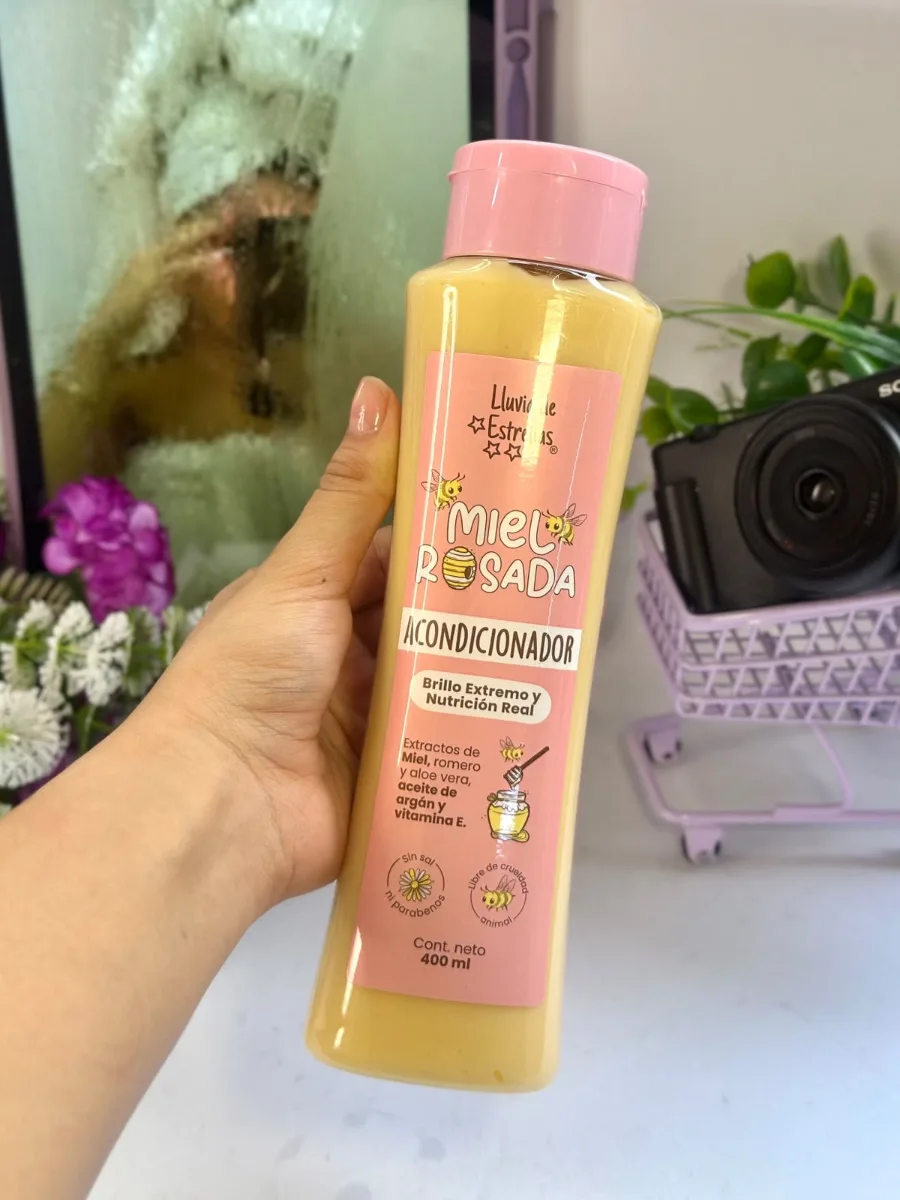 Lluvia de
Estrellas
®
MIEL
ROSADA
ACONDICIONADOR
Brillo Extremo y
Nutrición Real
Extractos de
Miel, romero
y aloe vera,
aceite de
argán y
vitamina E.
Sin sal
ni parabenos
Libre de crueldad
animal
Cont. neto
400 ml